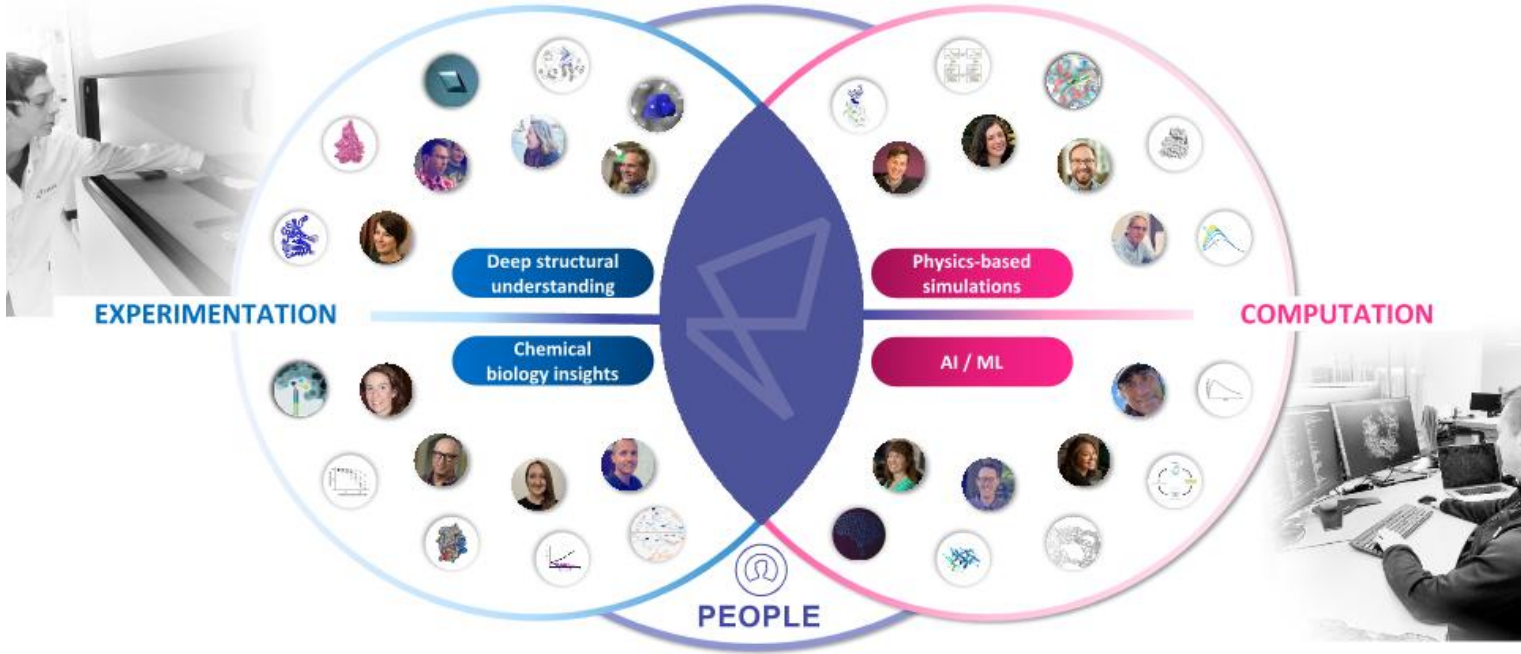 Deep structural
understanding
Physics-based
simulations
EXPERIMENTATION
COMPUTATION
Chemical
biology insights
AI / ML
PEOPLE